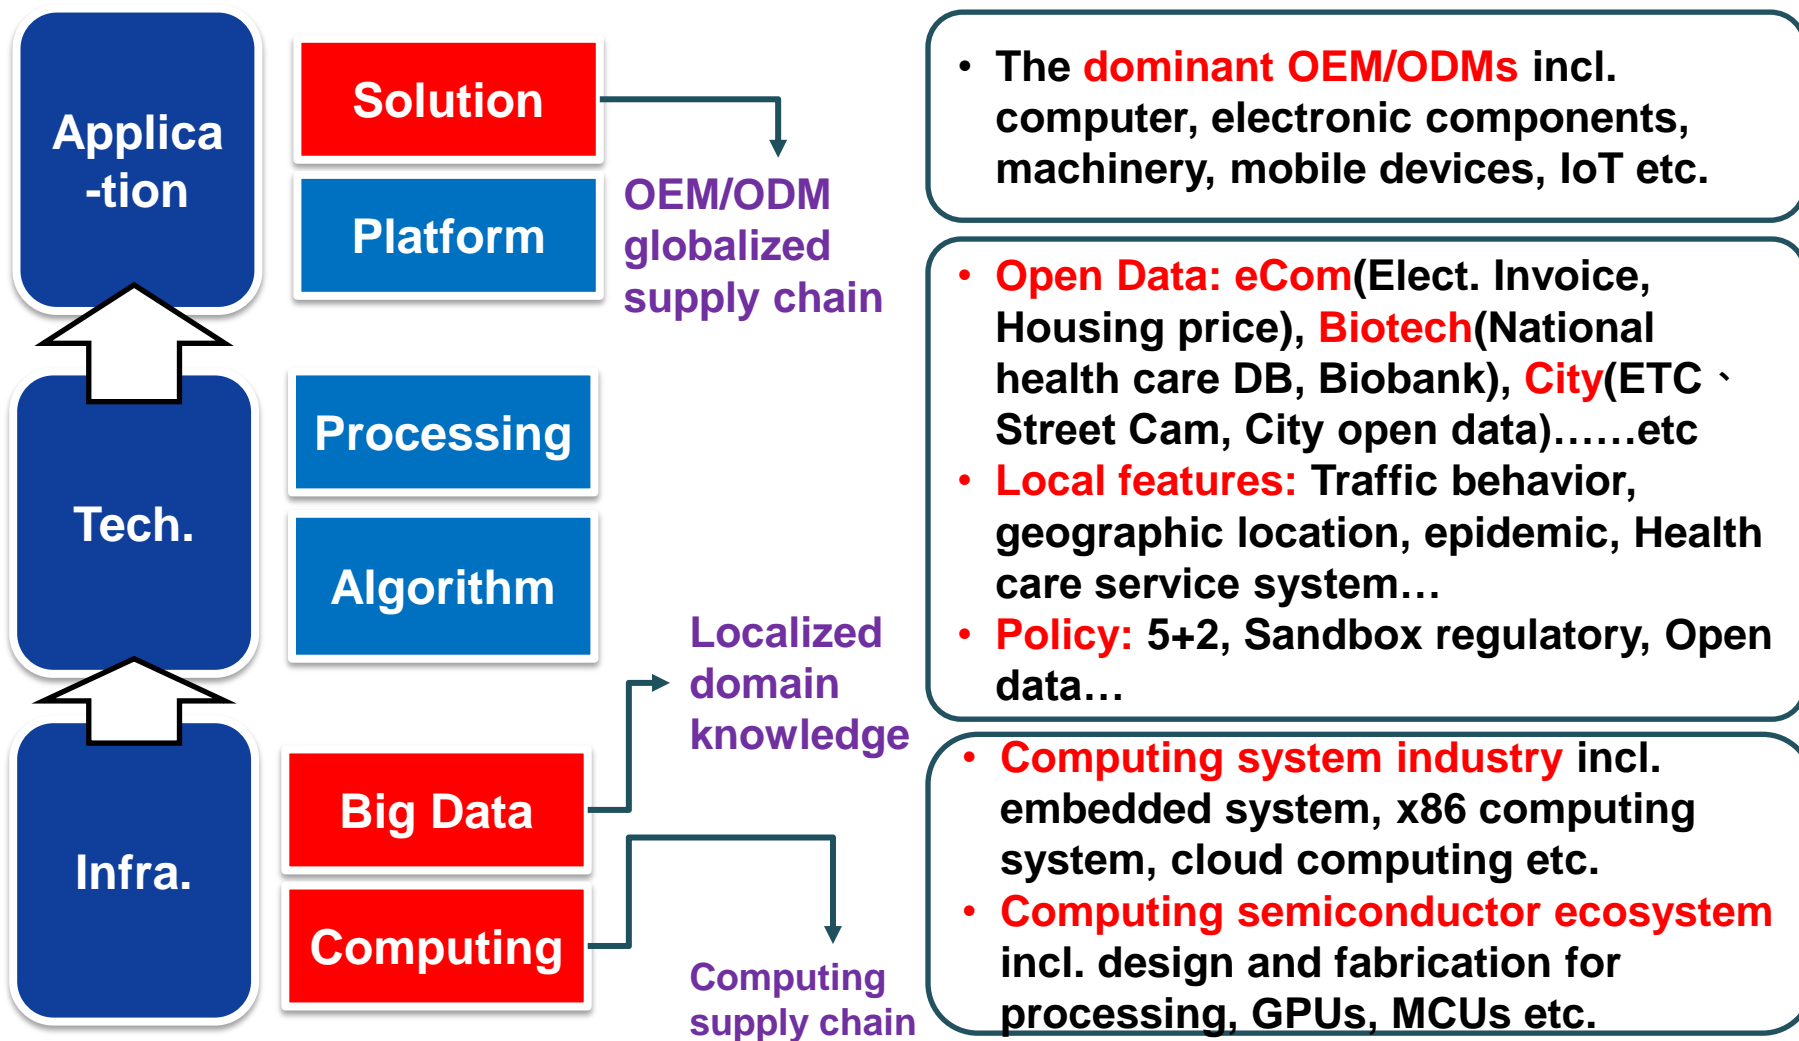 Applica
-tion
Solution
Platform
OEM/ODM
globalized
supply chain
• The dominant OEM/ODMs incl.
computer, electronic components,
machinery, mobile devices, IoT etc.
Tech.
Processing
Algorithm
Localized
domain
knowledge
• Open Data: eCom(Elect. Invoice,
Housing price), Biotech(National
health care DB, Biobank), City(ETC、
Street Cam, City open data)……etc
• Local features: Traffic behavior,
geographic location, epidemic, Health
care service system…
• Policy: 5+2, Sandbox regulatory, Open
data…
Infra.
Big Data
Computing
Computing
supply chain
• Computing system industry incl.
embedded system, x86 computing
system, cloud computing etc.
• Computing semiconductor ecosystem
incl. design and fabrication for
processing, GPUs, MCUs etc.